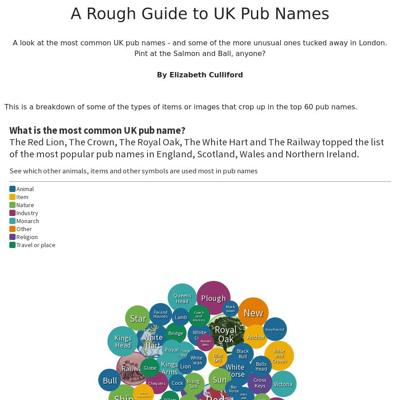 A Rough Guide to UK Pub Names
A look at the most common UK pub names - and some of the more unusual ones tucked away in London.
Pint at the Salmon and Ball, anyone?
By Elizabeth Culliford
This is a breakdown of some of the types of items or images that crop up in the top 60 pub names.
What is the most common UK pub name?
The Red Lion, The Crown, The Royal Oak, The White Hart and The Railway topped the list
of the most popular pub names in England, Scotland, Wales and Northern Ireland.
See which other animals, items and other symbols are used most in pub names
Animal
Item
Nature
Industry
Monarch
Other
Religion
Travel or place
Queens
Head
Plough
New
Star
Lamb
Bridge
Royal
Oak
Kings
Head
White
Hart
Royal
Black
Bull
Globe
Kings
Arms
Lion
White
Horse
Bull
Cock
Sun
Cross
Keys
Victoria
Ship
Red